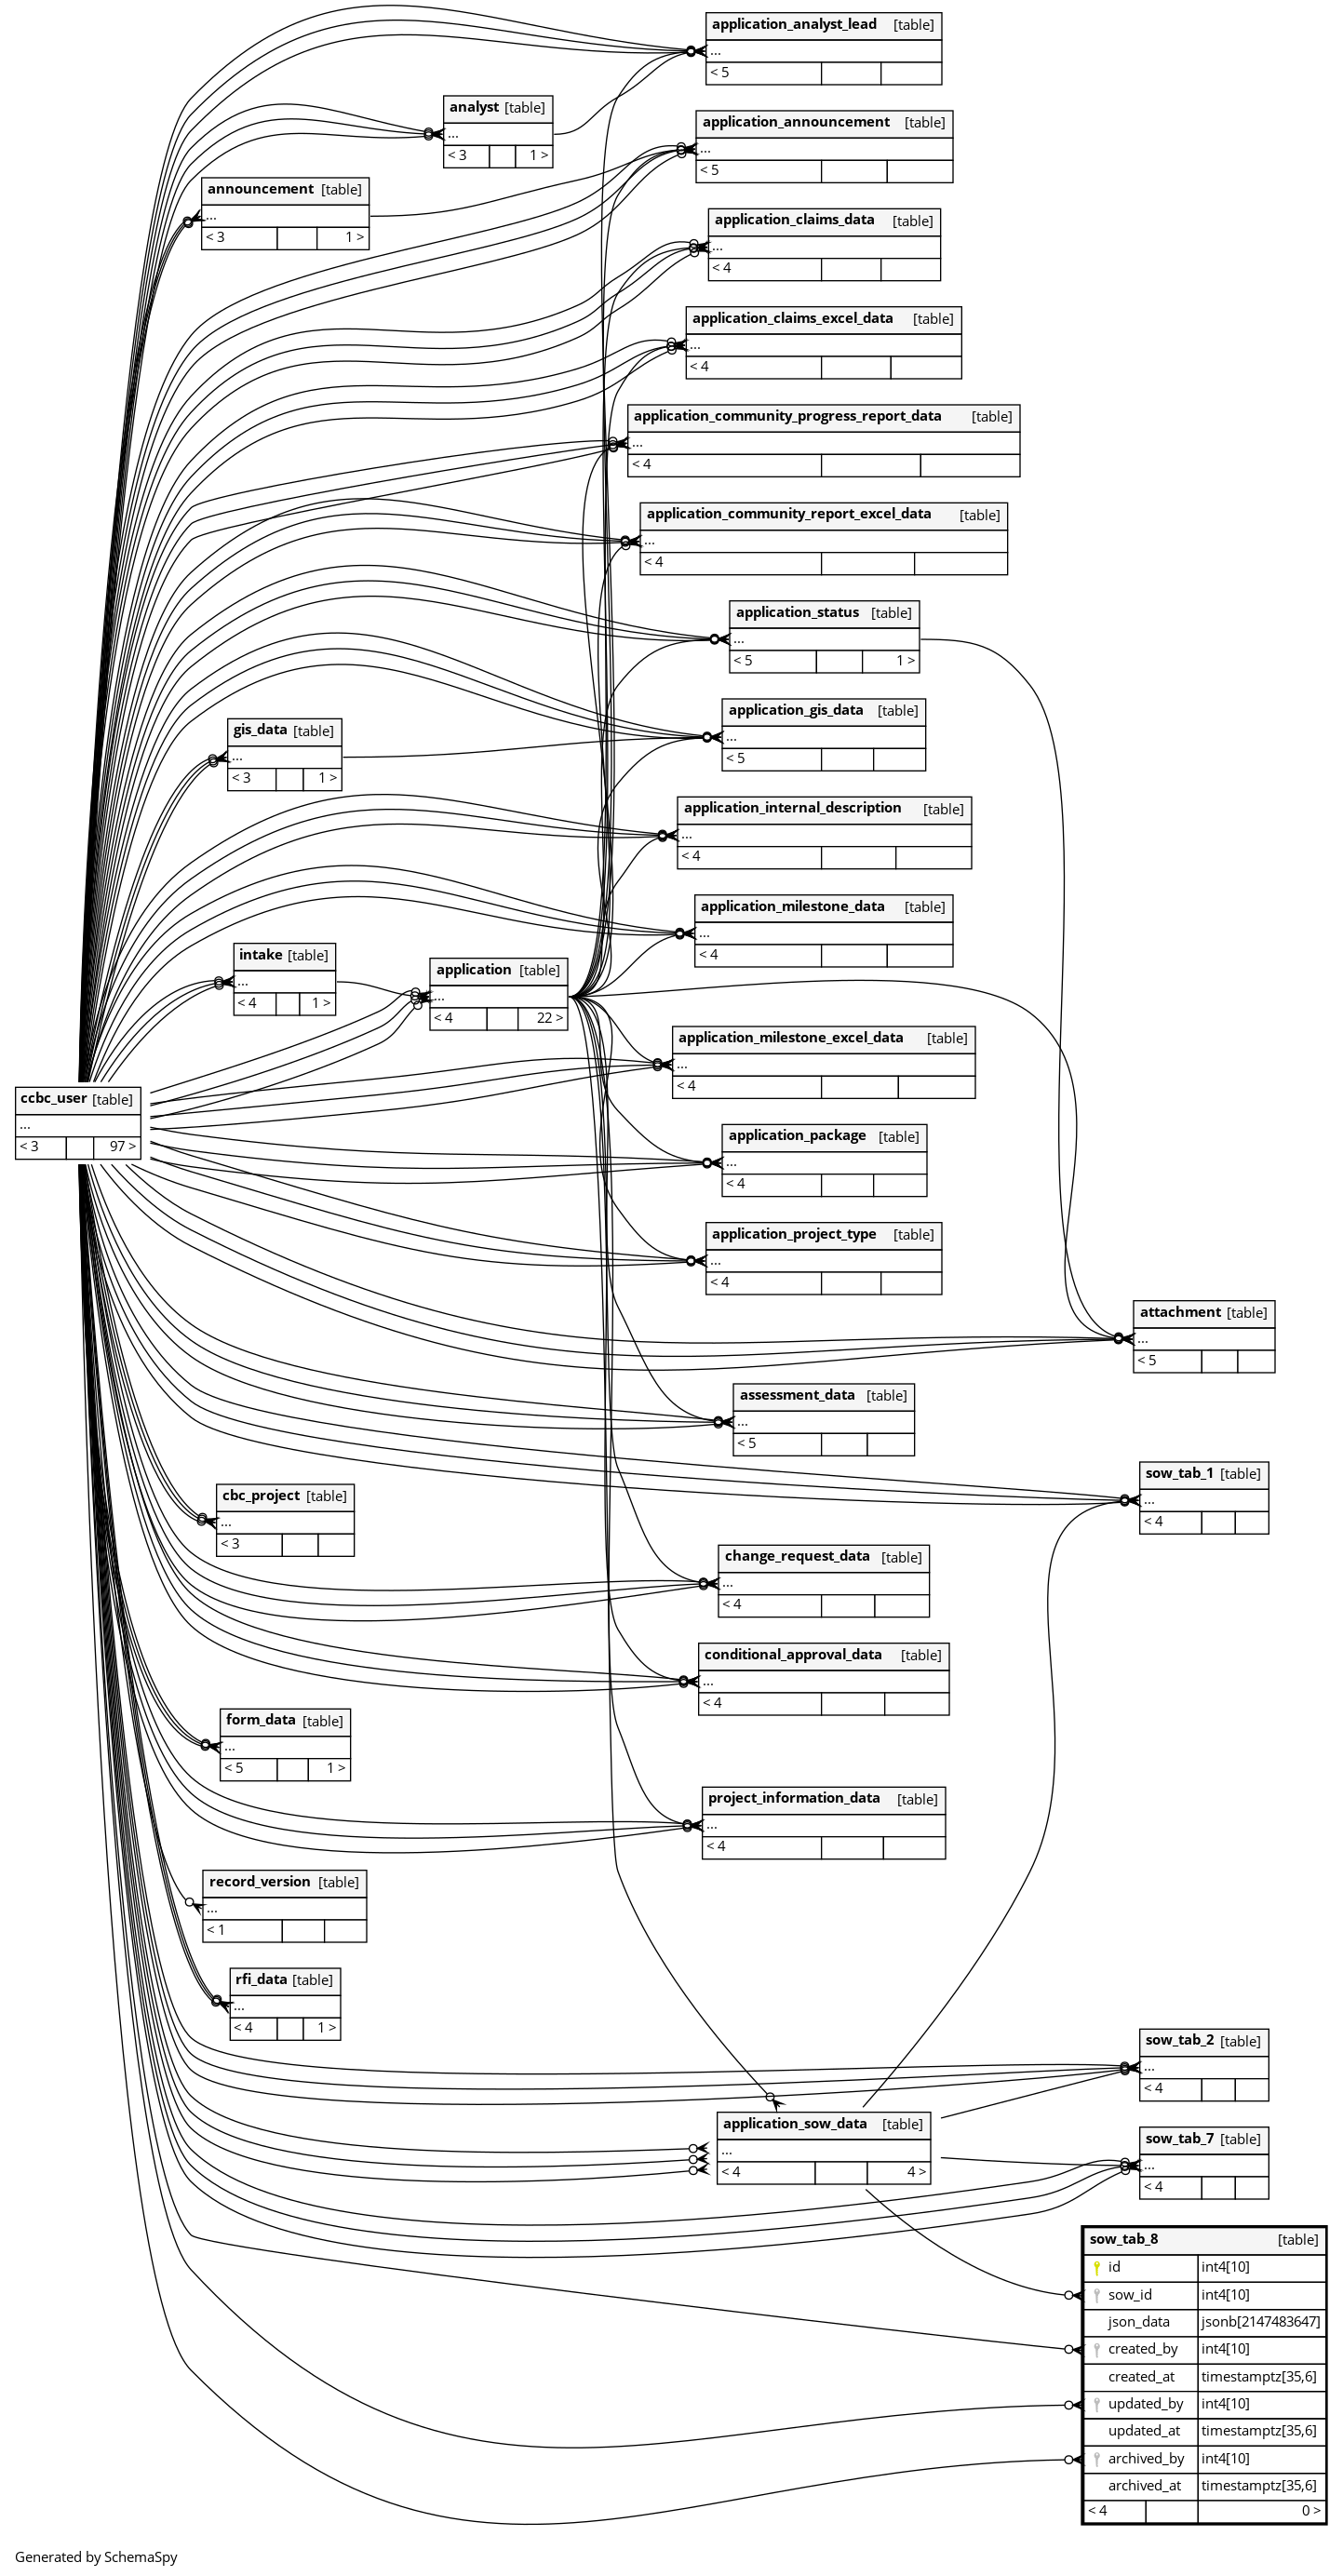 application_analyst_lead [table]
...
< 5
analyst [table]
...
< 3 1 >
application_announcement [table]
...
< 5
announcement [table]
...
< 3 1 >
application_claims_data [table]
...
< 4
application_claims_excel_data [table]
...
< 4
application_community_progress_report_data [table]
...
< 4
application_community_report_excel_data [table]
...
< 4
application_status [table]
...
< 5 1 >
application_gis_data [table]
...
< 5
gis_data [table]
...
< 3 1 >
application_internal_description [table]
...
< 4
application_milestone_data [table]
...
< 4
intake [table]
...
< 4 1 >
application [table]
...
< 4 22 >
application_milestone_excel_data [table]
...
< 4
ccbc_user [table]
...
< 3 97 >
application_package [table]
...
< 4
application_project_type [table]
...
< 4
attachment [table]
...
< 5
assessment_data [table]
...
< 5
sow_tab_1 [table]
...
< 4
cbc_project [table]
...
< 3
change_request_data [table]
...
< 4
conditional_approval_data [table]
...
< 4
form_data [table]
...
< 5 1 >
project_information_data [table]
...
< 4
record_version [table]
...
< 1
rfi_data [table]
...
< 4 1 >
sow_tab_2 [table]
...
< 4
application_sow_data [table]
...
< 4 4 >
sow_tab_7 [table]
...
< 4
sow_tab_8 [table]
id int4[10]
sow_id int4[10]
json_data jsonb[2147483647]
created_by int4[10]
created_at timestamptz[35,6]
updated_by int4[10]
updated_at timestamptz[35,6]
archived_by int4[10]
archived_at timestamptz[35,6]
< 4 0 >
Generated by SchemaSpy